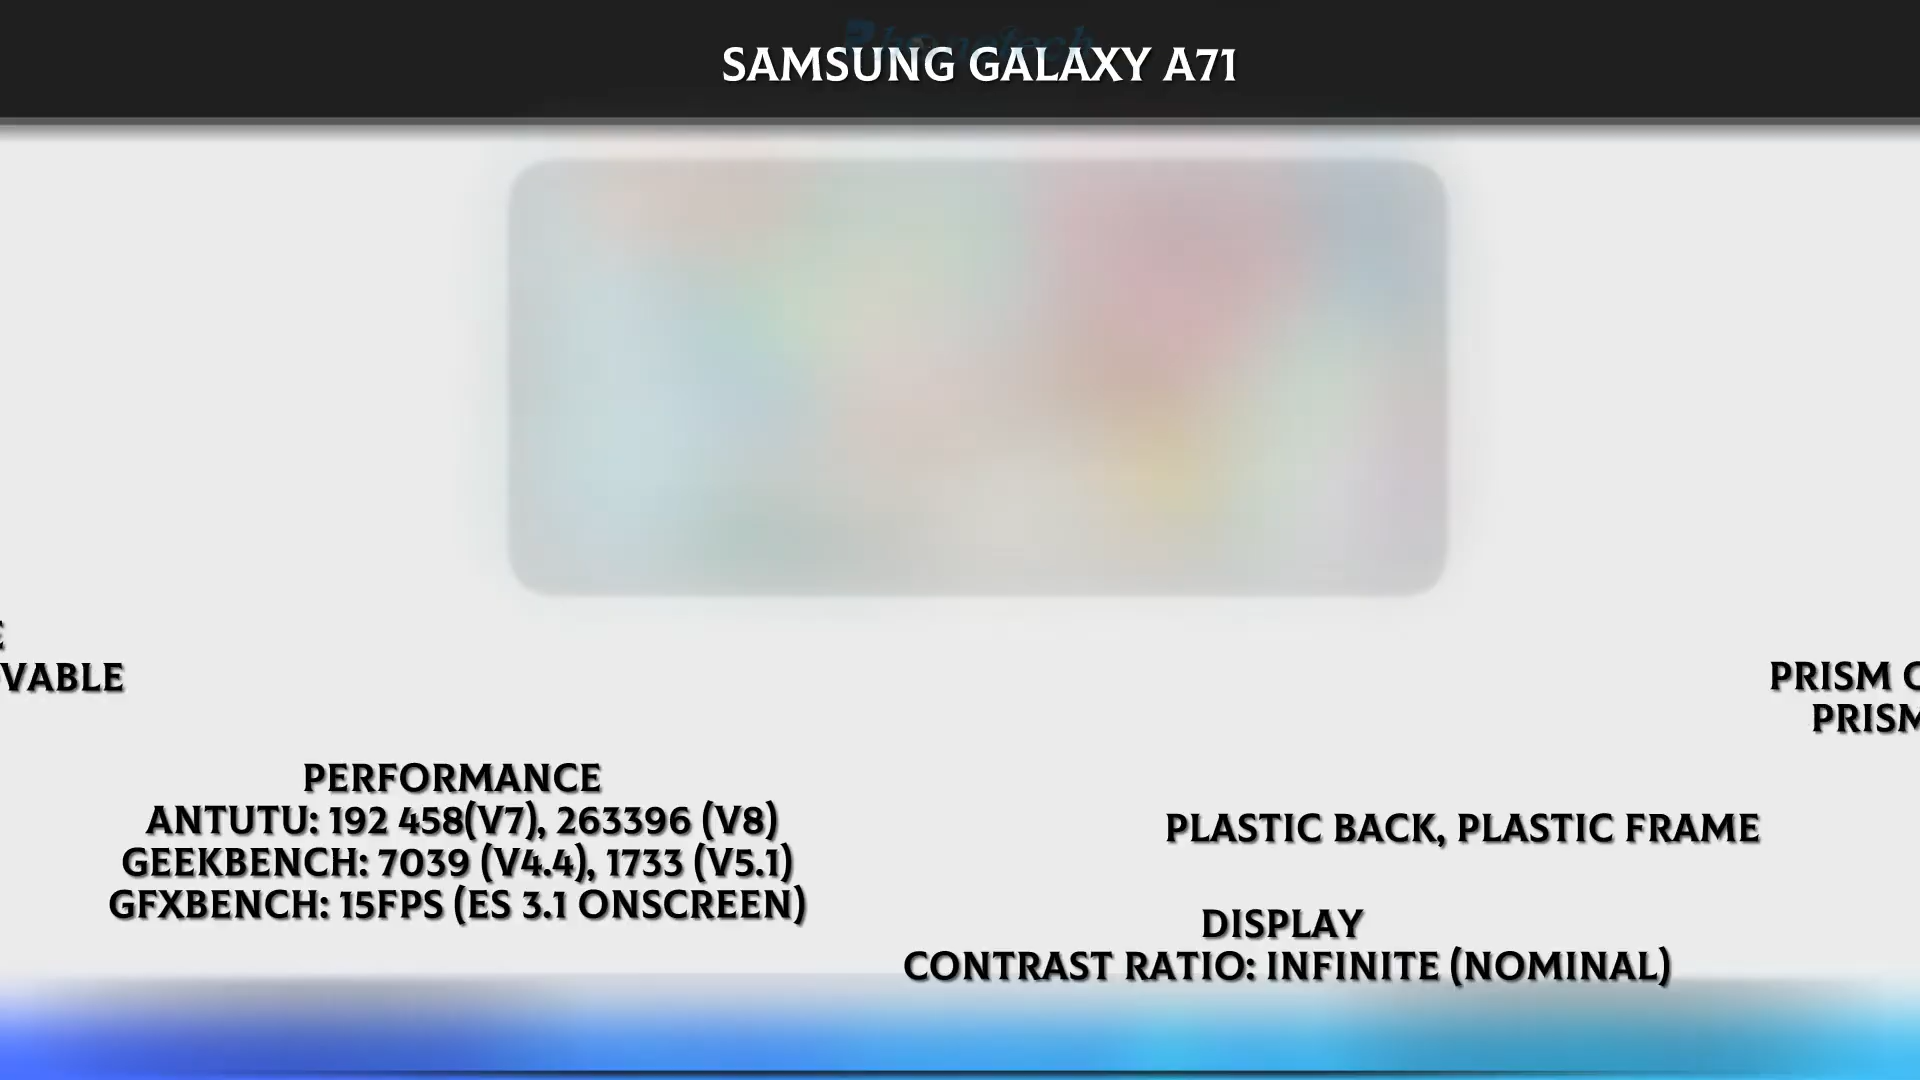 SAMSUNG GALAXY A71
VABLE
PRISM
PRISM
PERFORMANCE
ANTUTU: 192 458(V7), 263396 (V8)
GEEKBENCH: 7039 (V4.4), 1733 (V5.1)
GFXBENCH: 15FPS (ES 3.1 ONSCREEN)
PLASTIC BACK, PLASTIC FRAME
DISPLAY
CONTRAST RATIO: INFINITE (NOMINAL)